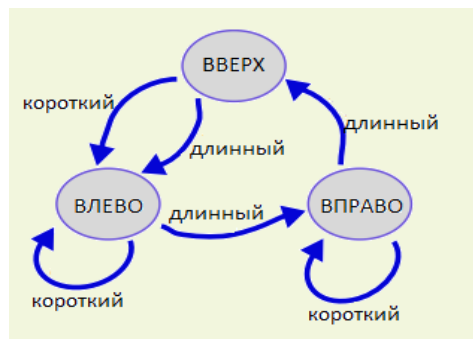 ВВЕРХ
короткий
длинный
длинный
ВЛЕВО
длинный
ВПРАВО
короткий
короткий